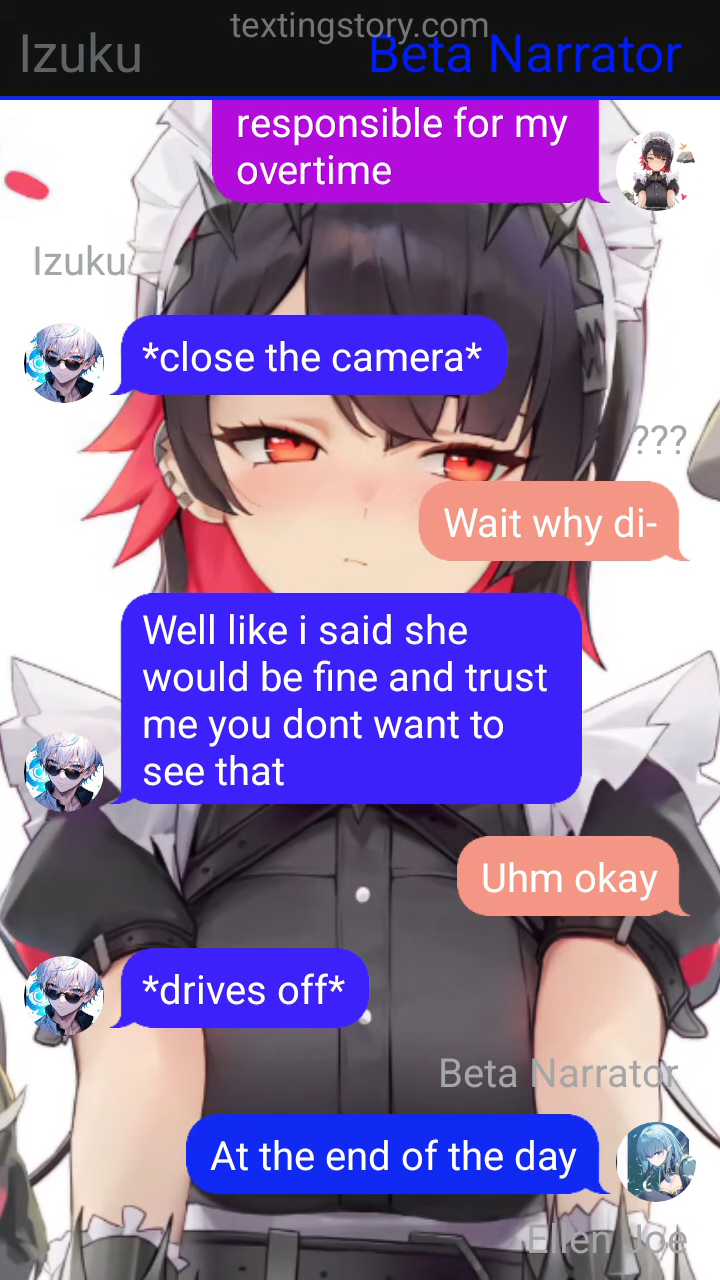 textingstory.com
Izuku
Beta Narrator
responsible for my
overtime
Izuku
*close the camera*
???
Wait why di-
Well like i said she
would be fine and trust
me you dont want to
see that
Uhm okay
*drives off*
Beta Narrator
At the end of the day
Ellen Joe